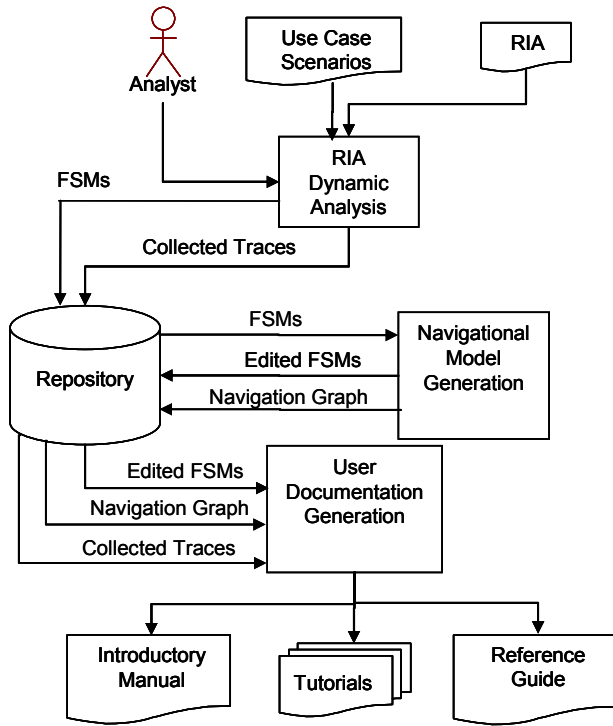 Use Case
Scenarios
RIA
Analyst
RIA
Dynamic
Analysis
FSMs
Collected Traces
FSMs
Edited FSMs
Navigation Graph
Navigational
Model
Generation
Repository
Edited FSMs
Navigation Graph
Collected Traces
User
Documentation
Generation
Introductory
Manual
Tutorials
Reference
Guide